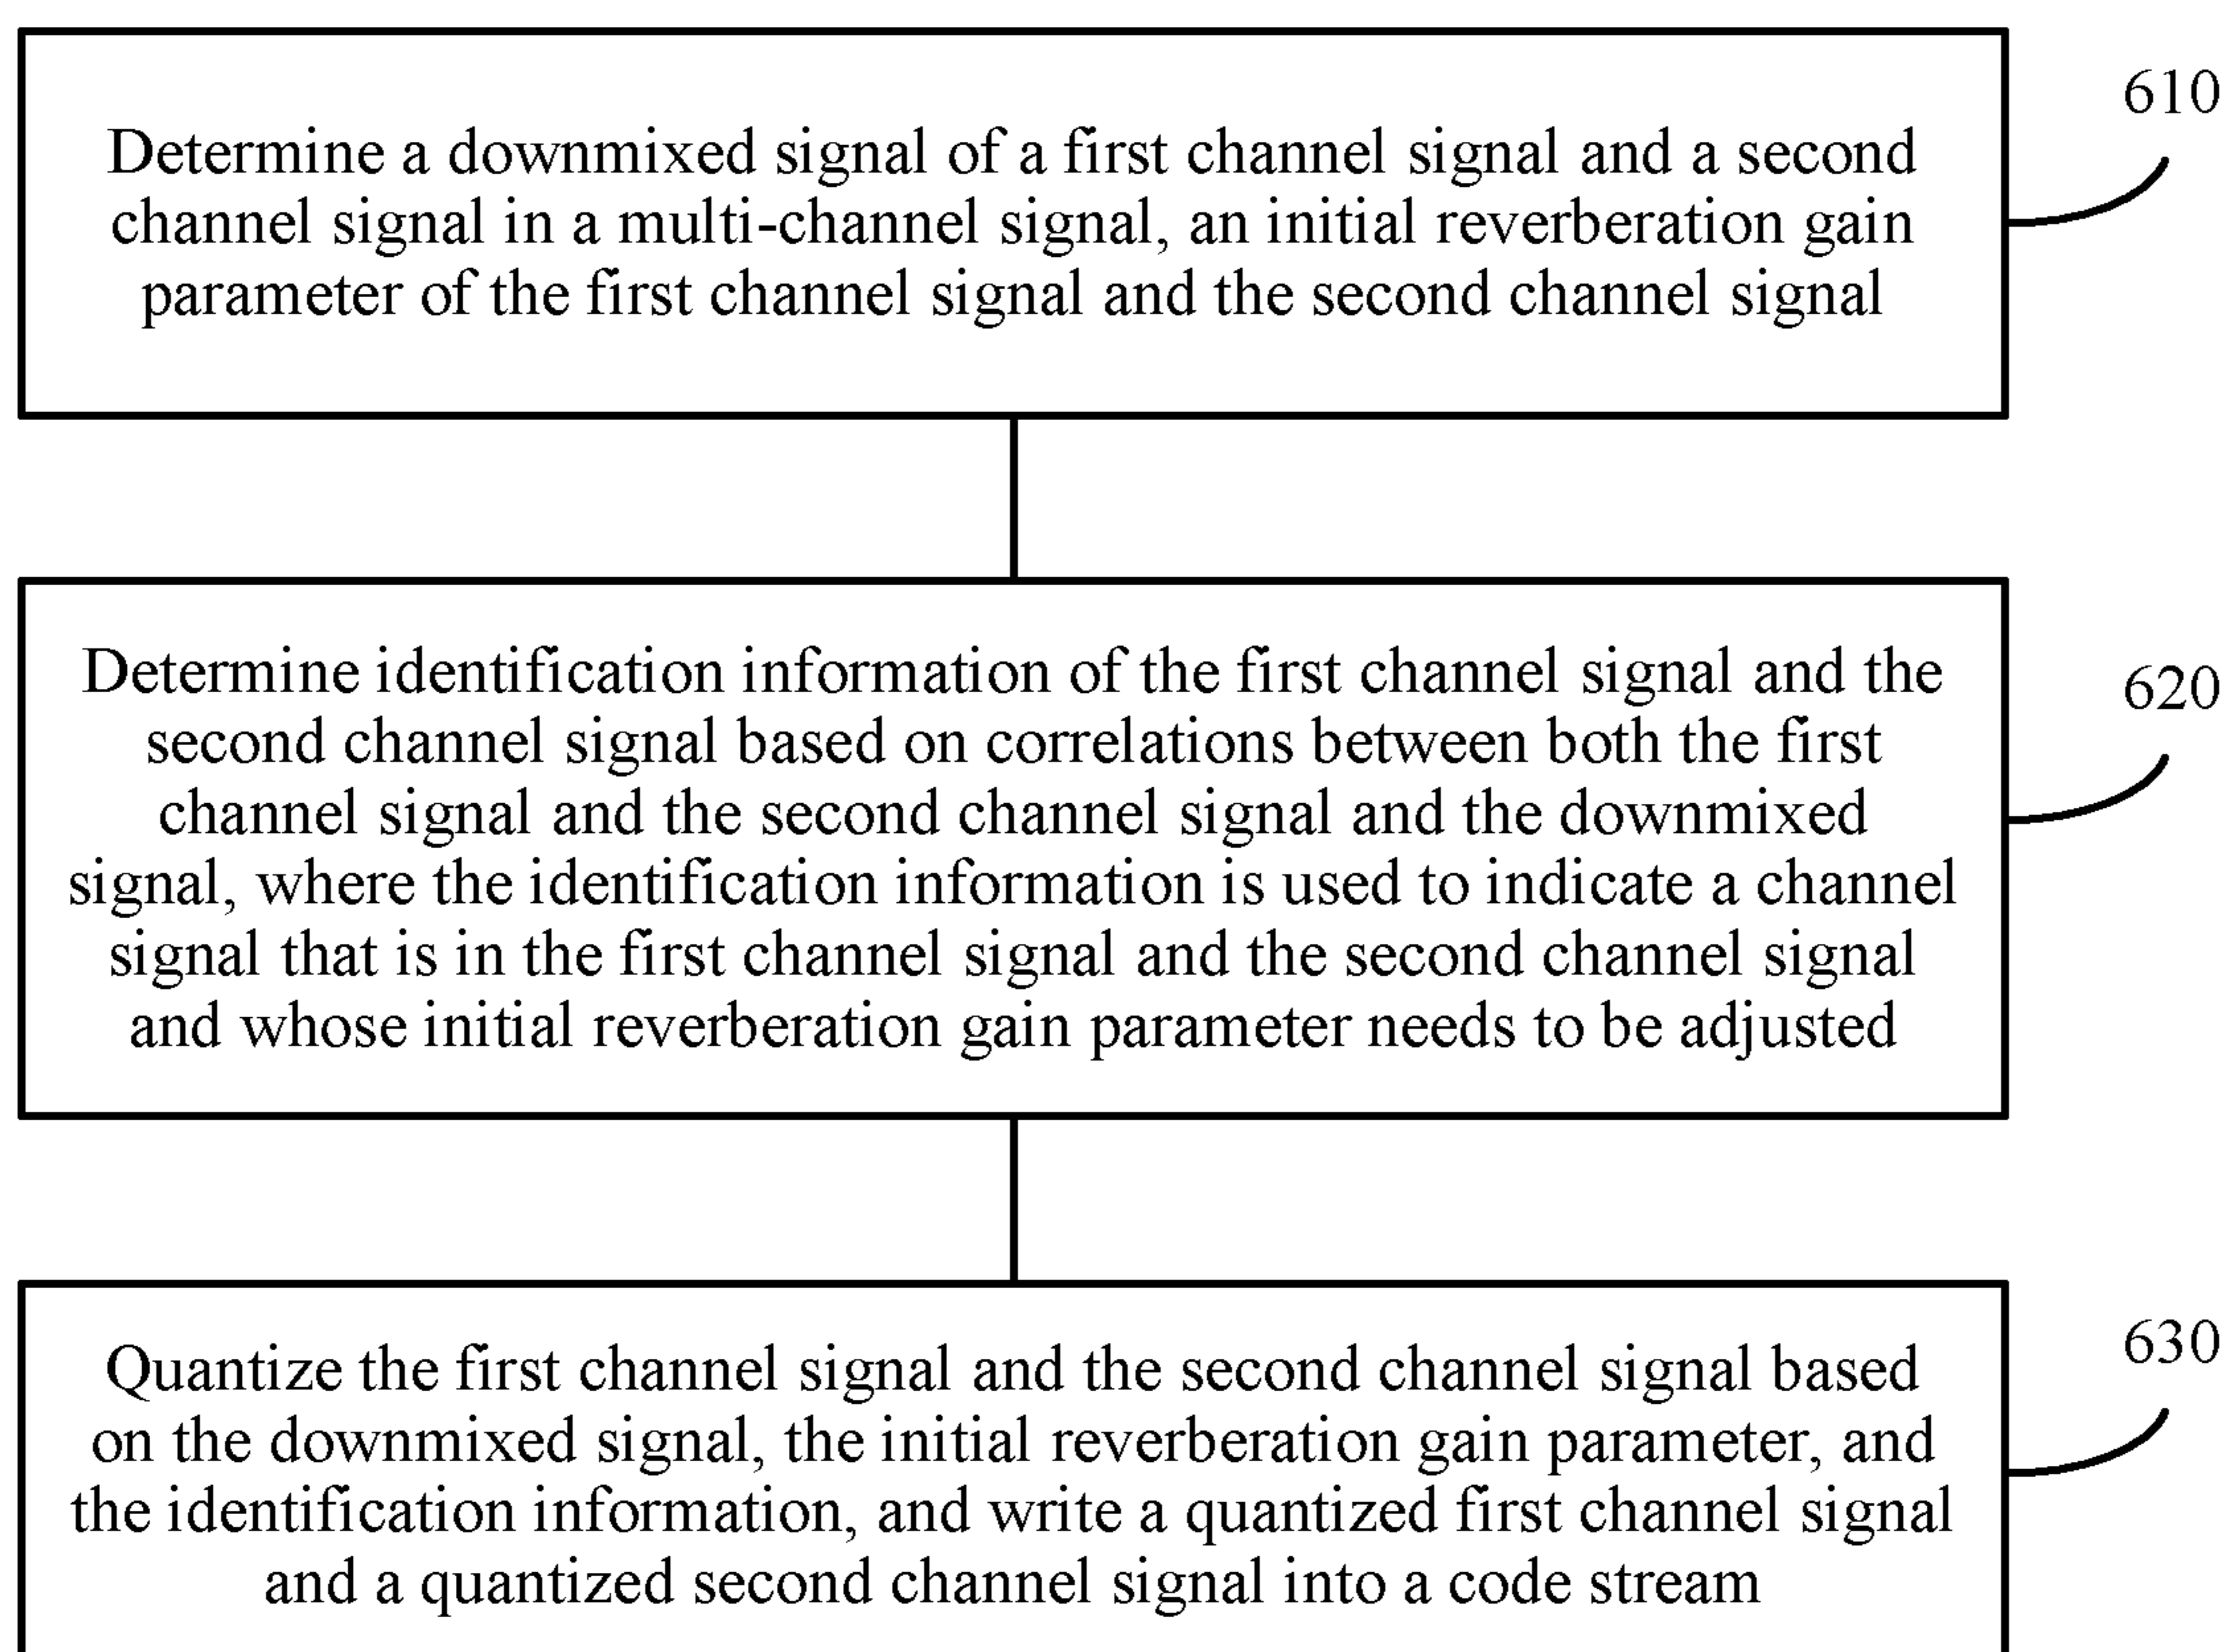 Determine a downmixed signal of a first channel signal and a second
channel signal in a multi-channel signal, an initial reverberation gain
parameter of the first channel signal and the second channel signal
610
Determine identification information of the first channel signal and the
second channel signal based on correlations between both the first
channel signal and the second channel signal and the downmixed
signal, where the identification information is used to indicate a channel
signal that is in the first channel signal and the second channel signal
and whose initial reverberation gain parameter needs to be adjusted
620
Quantize the first channel signal and the second channel signal based
on the downmixed signal, the initial reverberation gain parameter, and
the identification information, and write a quantized first channel signal
and a quantized second channel signal into a code stream
630